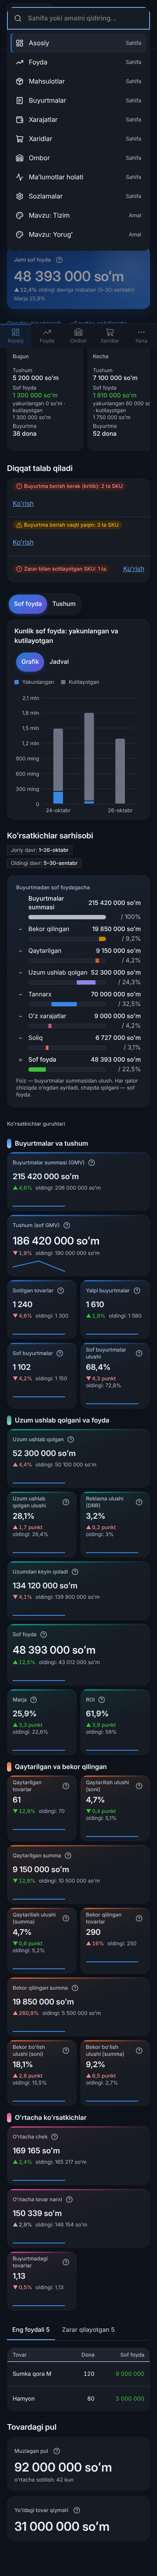 Sahifa yoki amalni qidiring...
Asosiy Sahifa
Foyda Sahifa
Mahsulotlar Sahifa
Buyurtmalar Sahifa
Xarajatlar Sahifa
Xaridlar Sahifa
Ombor Sahifa
Ma'lumotlar holati Sahifa
Sozlamalar Sahifa
Mavzu: Tizim Amal
Mavzu: Yorug' Amal
Jami sof foyda
48 393 000 so'm
▲12,4% oldingi davrga nisbatan (5–30-sentabr)
Marja 25,9%
Asosiy Foyda Ombor Xaridlar Yana
Bugun
Tushum
5 200 000 so'm
Sof foyda
1 300 000 so'm
yakunlangan 0 so'm ·
kutilayotgan
1 300 000 so'm
Buyurtma
38 dona
Kecha
Tushum
7 100 000 so'm
Sof foyda
1 810 000 so'm
yakunlangan 60 000 so'm
· kutilayotgan
1 750 000 so'm
Buyurtma
52 dona
Diqqat talab qiladi
Buyurtma berish kerak (kritik): 2 ta SKU
Ko'rish
Buyurtma berish vaqti yaqin: 3 ta SKU
Ko'rish
Zarar bilan sotilayotgan SKU: 1 ta Ko'rish
Sof foyda Tushum
Kunlik sof foyda: yakunlangan va
kutilayotgan
Grafik Jadval
Yakunlangan Kutilayotgan
2,1 mln
1,8 mln
1,5 mln
1,2 mln
900 ming
600 ming
300 ming
0
24-oktabr 26-oktabr
Ko'rsatkichlar sarhisobi
Joriy davr: 1–26-oktabr
Oldingi davr: 5–30-sentabr
Buyurtmadan sof foydagacha
Buyurtmalar
summasi 215 420 000 so'm
/ 100%
− Bekor qilingan 19 850 000 so'm
/ 9,2%
− Qaytarilgan 9 150 000 so'm
/ 4,2%
− Uzum ushlab qolgan 52 300 000 so'm
/ 24,3%
− Tannarx 70 000 000 so'm
/ 32,5%
− O'z xarajatlar 9 000 000 so'm
/ 4,2%
− Soliq 6 727 000 so'm
/ 3,1%
= Sof foyda 48 393 000 so'm
/ 22,5%
Foiz — buyurtmalar summasidan ulush. Har qator
chiqishda o'ngdan ayriladi, chapda qolgani — sof
foyda.
Ko'rsatkichlar guruhlari
Buyurtmalar va tushum
Buyurtmalar summasi (GMV)
215 420 000 so'm
▲4,6% oldingi: 206 000 000 so'm
Tushum (sof GMV)
186 420 000 so'm
▼1,9% oldingi: 190 000 000 so'm
Sotilgan tovarlar
1 240
▼4,6% oldingi: 1 300
Yalpi buyurtmalar
1 610
▲1,9% oldingi: 1 580
Sof buyurtmalar
1 102
▼4,2% oldingi: 1 150
Sof buyurtmalar
ulushi
68,4%
▼4,3 punkt
oldingi: 72,8%
Uzum ushlab qolgani va foyda
Uzum ushlab qolgan
52 300 000 so'm
▲4,4% oldingi: 50 100 000 so'm
Uzum ushlab
qolgan ulushi
28,1%
▲1,7 punkt
oldingi: 26,4%
Reklama ulushi
(DRR)
3,2%
▲0,2 punkt
oldingi: 3%
Uzumdan keyin qoladi
134 120 000 so'm
▼4,1% oldingi: 139 900 000 so'm
Sof foyda
48 393 000 so'm
▲12,5% oldingi: 43 012 000 so'm
Marja
25,9%
▲3,3 punkt
oldingi: 22,6%
ROI
61,9%
▲3,9 punkt
oldingi: 58%
Qaytarilgan va bekor qilingan
Qaytarilgan
tovarlar
61
▼12,9% oldingi: 70
Qaytarilish ulushi
(soni)
4,7%
▼0,4 punkt
oldingi: 5,1%
Qaytarilgan summa
9 150 000 so'm
▼12,9% oldingi: 10 500 000 so'm
Qaytarilish ulushi
(summa)
4,7%
▼0,6 punkt
oldingi: 5,2%
Bekor qilingan
tovarlar
290
▲16% oldingi: 250
Bekor qilingan summa
19 850 000 so'm
▲260,9% oldingi: 5 500 000 so'm
Bekor bo'lish
ulushi (soni)
18,1%
▲2,6 punkt
oldingi: 15,5%
Bekor bo'lish
ulushi (summa)
9,2%
▲6,5 punkt
oldingi: 2,7%
O'rtacha ko'rsatkichlar
O'rtacha chek
169 165 so'm
▲2,4% oldingi: 165 217 so'm
O'rtacha tovar narxi
150 339 so'm
▲2,9% oldingi: 146 154 so'm
Buyurtmadagi
tovarlar
1,13
▼0,5% oldingi: 1,13
Eng foydali 5 Zarar qilayotgan 5
Tovar Dona Sof foyda
Sumka qora M 120 9 000 000
Hamyon 80 3 000 000
Tovardagi pul
Muzlagan pul
92 000 000 so'm
o'rtacha sotilish: 42 kun
Yo'ldagi tovar qiymati
31 000 000 so'm